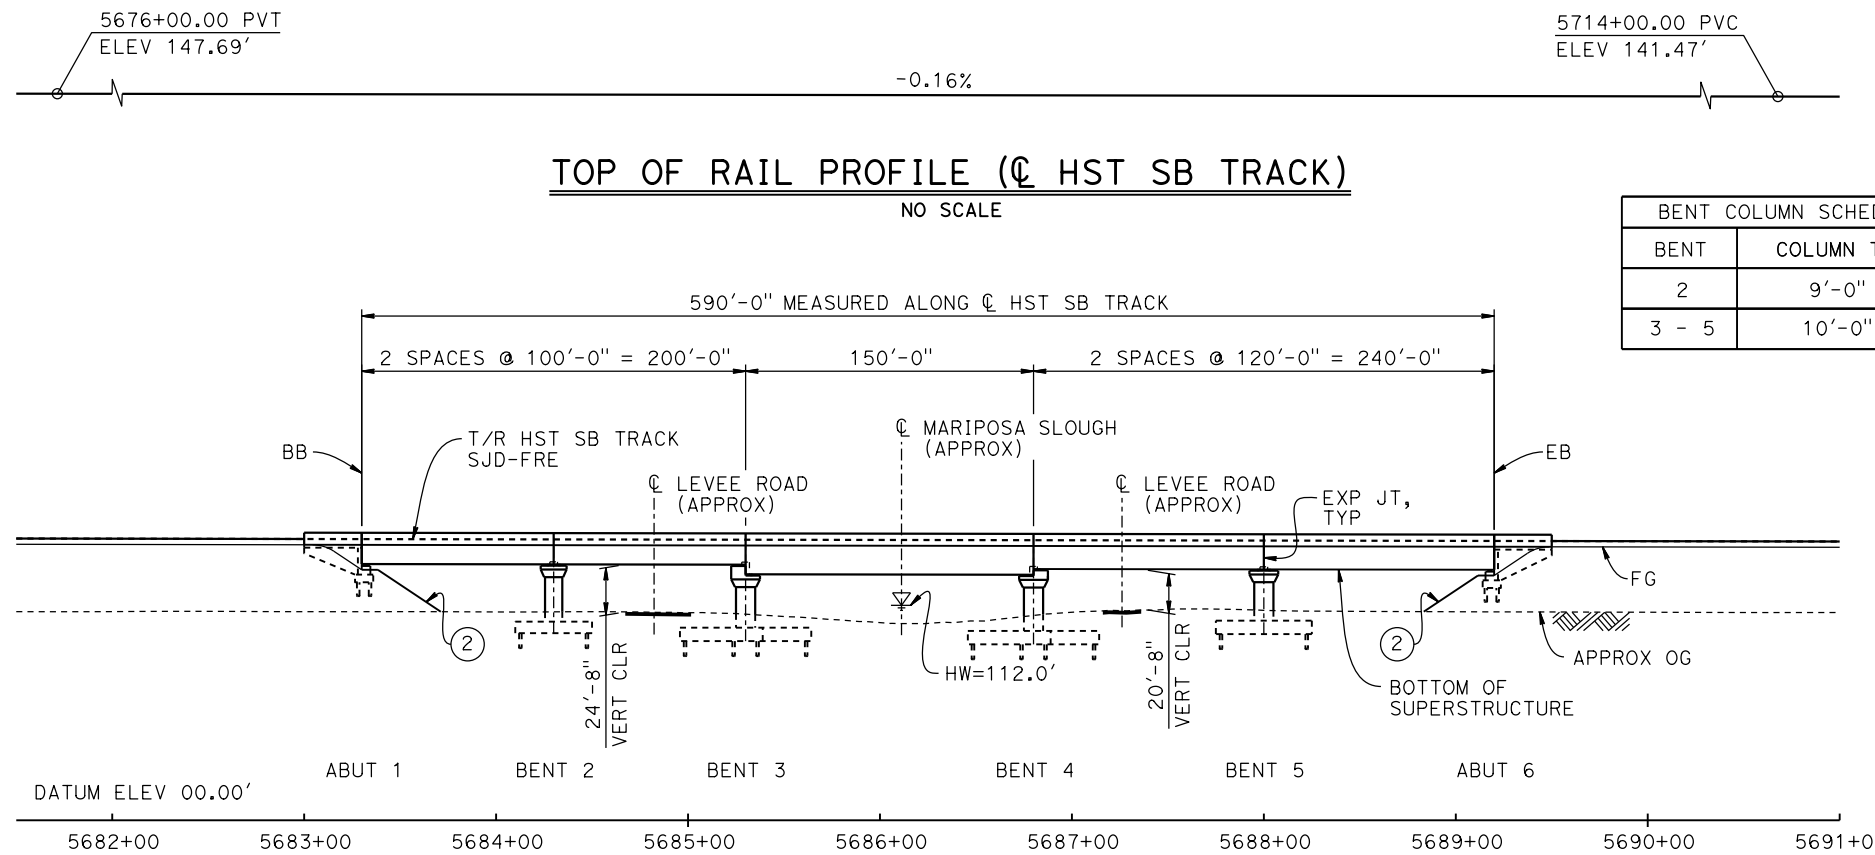 5676+00.00 PVT
ELEV 147.69'
5714+00.00 PVC
ELEV 141.47'
-0.16%
TOP OF RAIL PROFILE (℄ HST SB TRACK)
NO SCALE
BENT COLUMN SCHED
BENT
COLUMN T
2
9'-0"
3 - 5
10'-0"
590'-0" MEASURED ALONG ℄ HST SB TRACK
2 SPACES @ 100'-0" = 200'-0"
150'-0"
2 SPACES @ 120'-0" = 240'-0"
BB
T/R HST SB TRACK
SJD-FRE
℄ LEVEE ROAD
(APPROX)
℄ MARIPOSA SLOUGH
(APPROX)
℄ LEVEE ROAD
(APPROX)
EXP JT,
TYP
EB
FG
2
24'-8"
VERT CLR
HW=112.0'
20'-8"
VERT CLR
2
APPROX OG
BOTTOM OF
SUPERSTRUCTURE
ABUT 1
BENT 2
BENT 3
BENT 4
BENT 5
ABUT 6
DATUM ELEV 00.00'
5682+00
5683+00
5684+00
5685+00
5686+00
5687+00
5688+00
5689+00
5690+00
5691+0